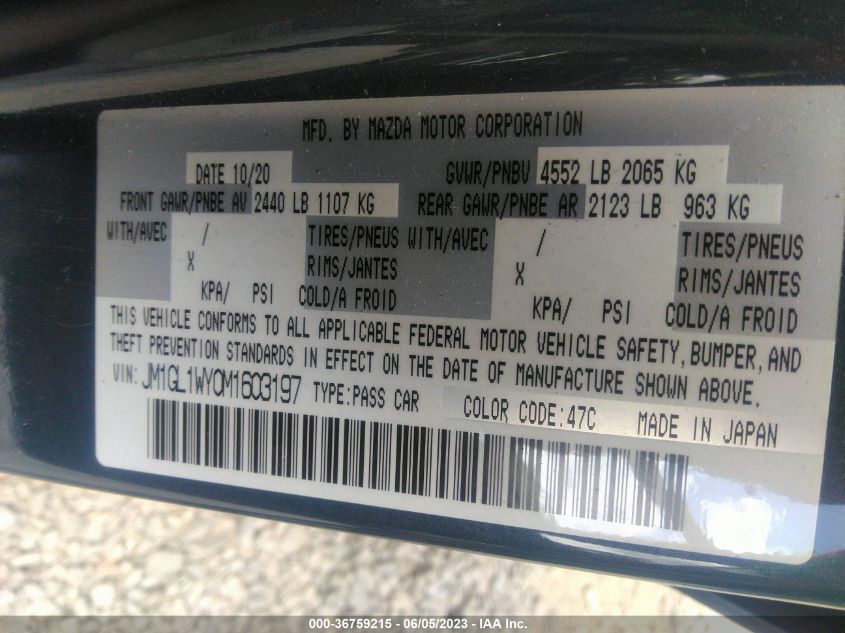 MFD. BY MAZDA MOTOR CORPORATION
DATE 10/20 GVWR/PNBV 4552 LB 2065 KG
FRONT GAWR/PNBE AV 2440 LB 1107 KG REAR GAWR/PNBE AR 2123 LB 963 KG
WITH/AVEC / TIRES/PNEUS WITH/AVEC / TIRES/PNEUS
X RIMS/JANTES X RIMS/JANTES
KPA/ PSI COLD/A FROID KPA/ PSI COLD/A FROID
THIS VEHICLE CONFORMS TO ALL APPLICABLE FEDERAL MOTOR VEHICLE SAFETY, BUMPER, AND
THEFT PREVENTION STANDARDS IN EFFECT ON THE DATE OF MANUFACTURE SHOWN ABOVE.
VIN: JM1GL1WY0M1603197 TYPE:PASS CAR COLOR CODE:47C MADE IN JAPAN
000-36759215 - 06/05/2023 - IAA Inc.